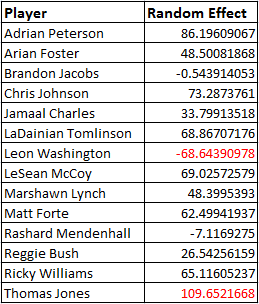 Player Random Effect
Adrian Peterson 86.19609067
Arian Foster 48.50081868
Brandon Jacobs -0.543914053
Chris Johnson 73.2873761
Jamaal Charles 33.79913518
LaDainian Tomlinson 68.86707176
Leon Washington -68.64390978
LeSean McCoy 69.02572579
Marshawn Lynch 48.3995393
Matt Forte 62.49941937
Rashard Mendenhall -7.1169275
Reggie Bush 26.54256159
Ricky Williams 65.11605237
Thomas Jones 109.6521668